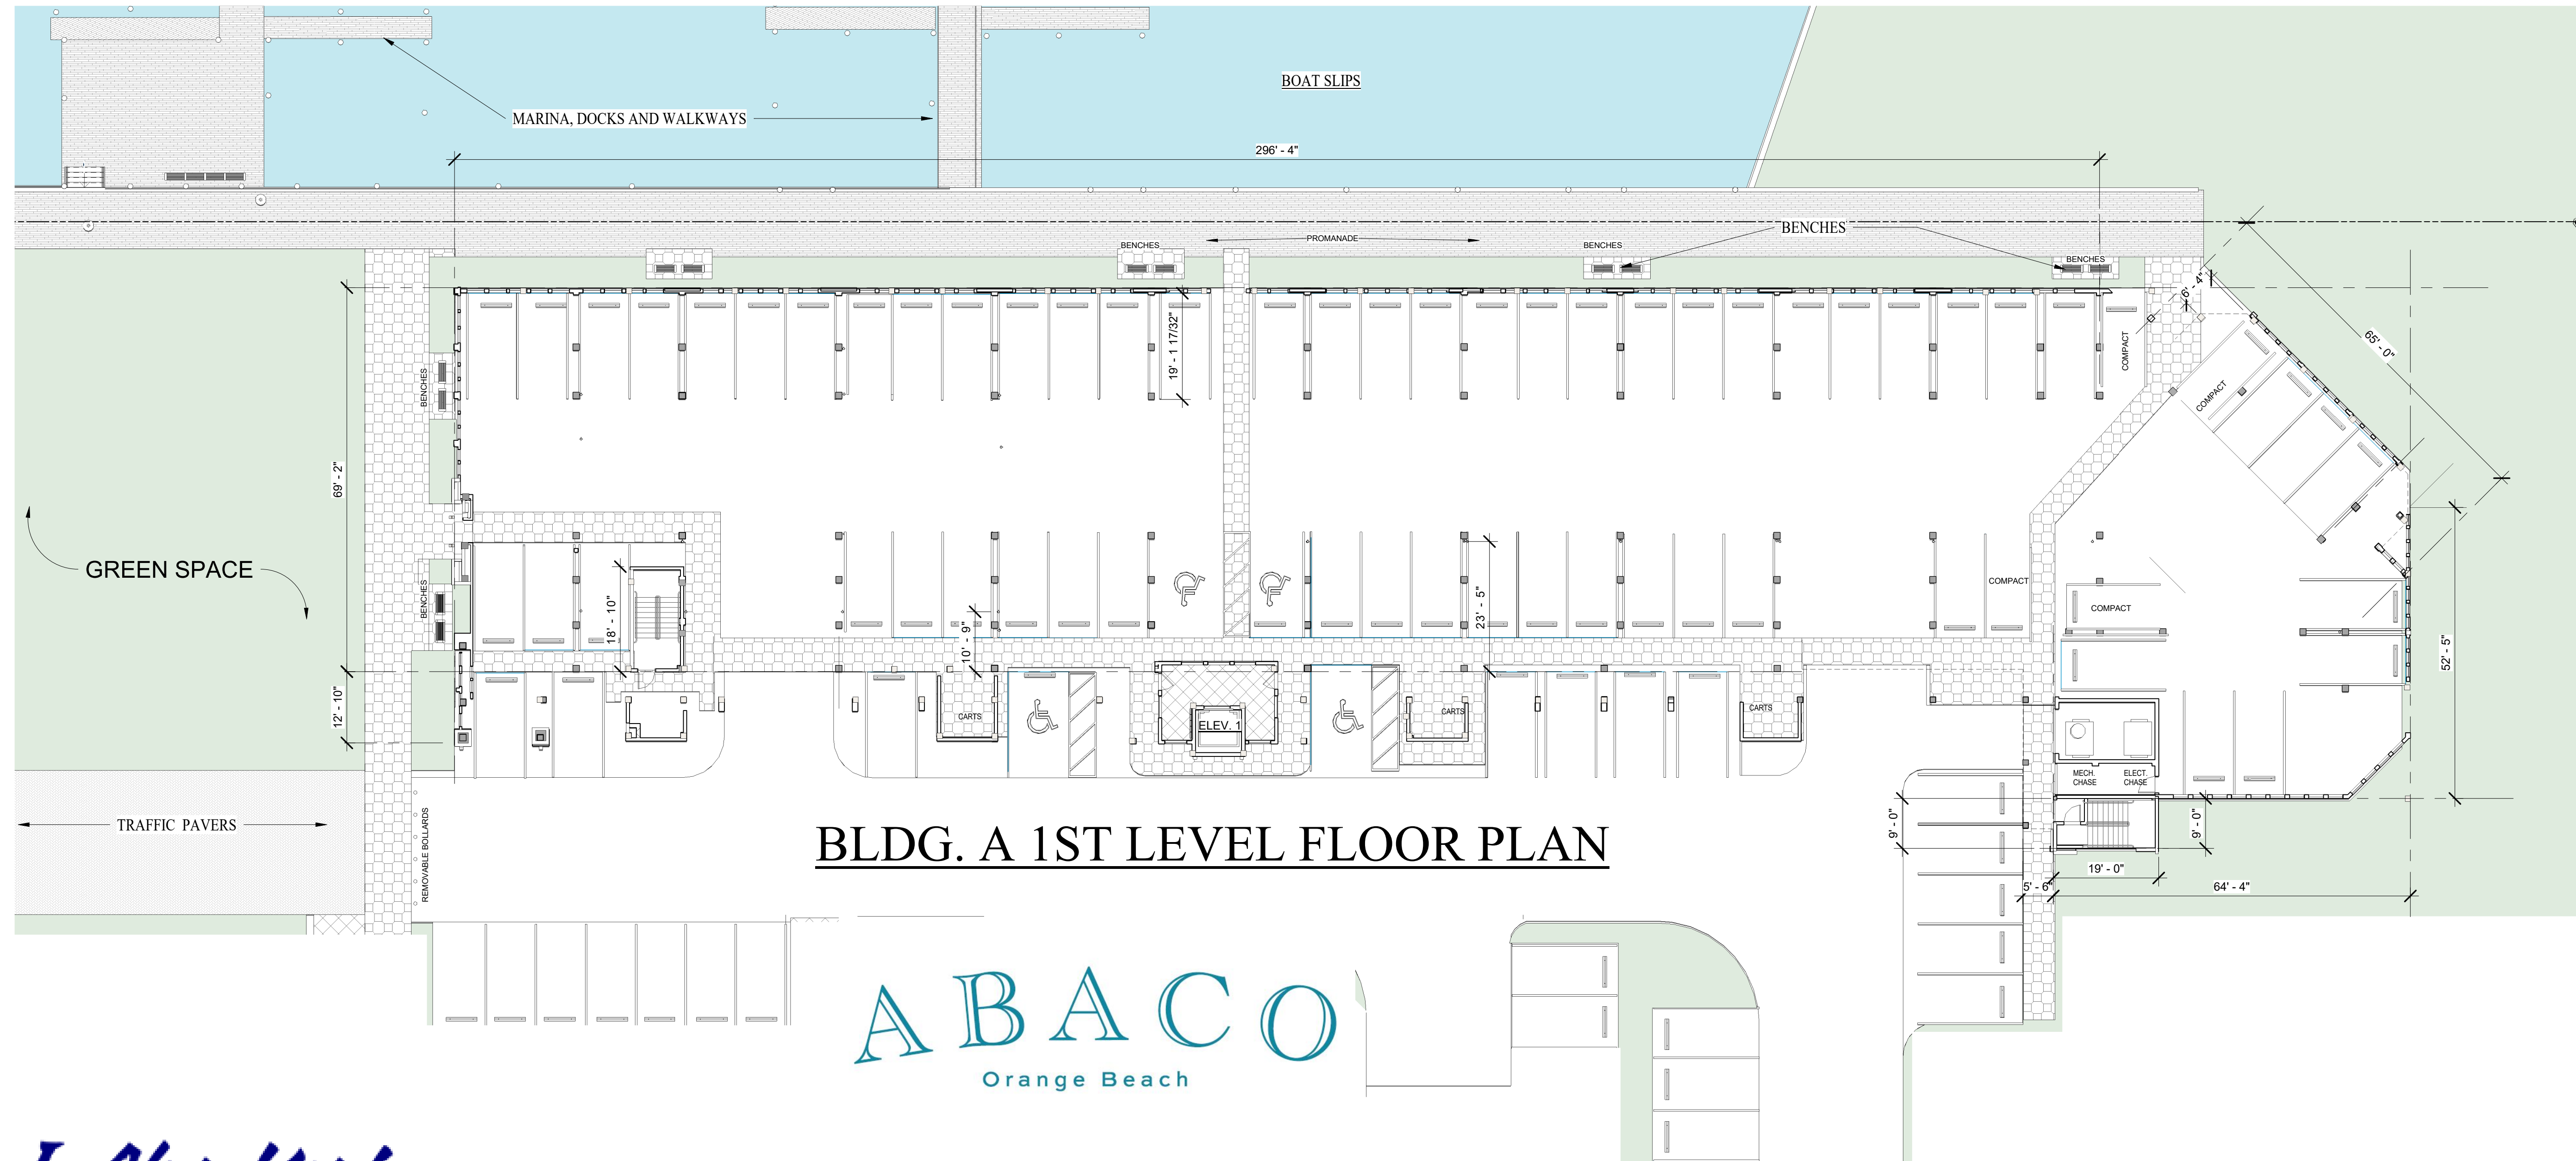 BOAT SLIPS
MARINA, DOCKS AND WALKWAYS
296' - 4"
BENCHES
PROMANADE
BENCHES
BENCHES
BENCHES
6' - 4"
65' - 0"
19' - 1 17/32"
COMPACT
COMPACT
BENCHES
69' - 2"
GREEN SPACE
BENCHES
18' - 10"
10' - 9"
23' - 5"
COMPACT
COMPACT
52' - 5"
12' - 10"
CARTS
ELEV. 1
CARTS
CARTS
MECH.
CHASE
ELECT.
CHASE
TRAFFIC PAVERS
REMOVABLE BOLLARDS
BLDG. A 1ST LEVEL FLOOR PLAN
9' - 0"
9' - 0"
19' - 0"
5' - 6"
64' - 4"
ABACO
Orange Beach